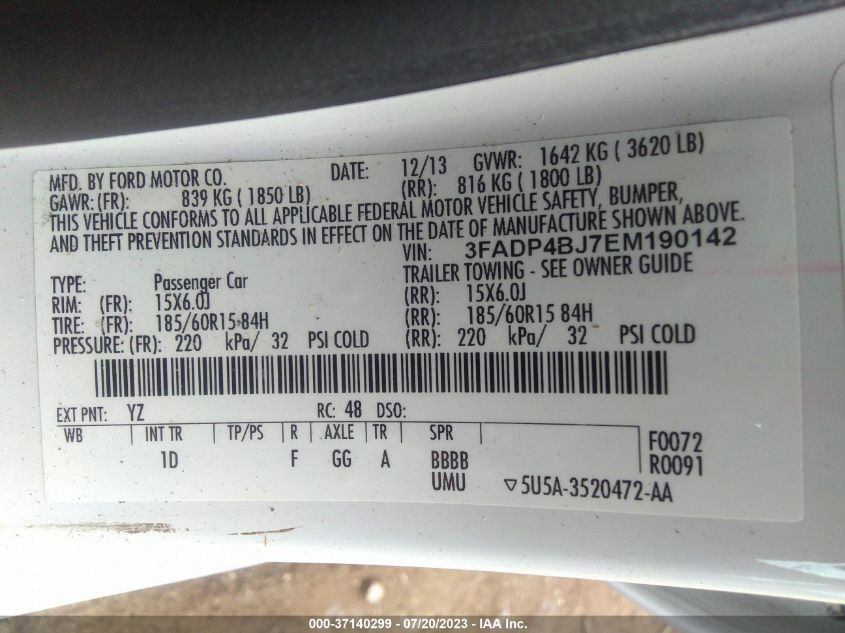 MFD. BY FORD MOTOR CO. DATE: 12/13 GVWR: 1642 KG ( 3620 LB)
GAWR: (FR): 839 KG ( 1850 LB) (RR): 816 KG ( 1800 LB)
THIS VEHICLE CONFORMS TO ALL APPLICABLE FEDERAL MOTOR VEHICLE SAFETY, BUMPER,
AND THEFT PREVENTION STANDARDS IN EFFECT ON THE DATE OF MANUFACTURE SHOWN ABOVE.
VIN: 3FADP4BJ7EM190142
TYPE: Passenger Car TRAILER TOWING - SEE OWNER GUIDE
RIM: (FR): 15X6.0J (RR): 15X6.0J
TIRE: (FR): 185/60R15 84H (RR): 185/60R15 84H
PRESSURE: (FR): 220 kPa/ 32 PSI COLD (RR): 220 kPa/ 32 PSI COLD
EXT PNT: YZ RC: 48 DSO:
WB INT TR TP/PS R AXLE TR SPR F0072
1D F GG A BBBB R0091
UMU ▽5U5A-3520472-AA
000-37140299 - 07/20/2023 - IAA Inc.